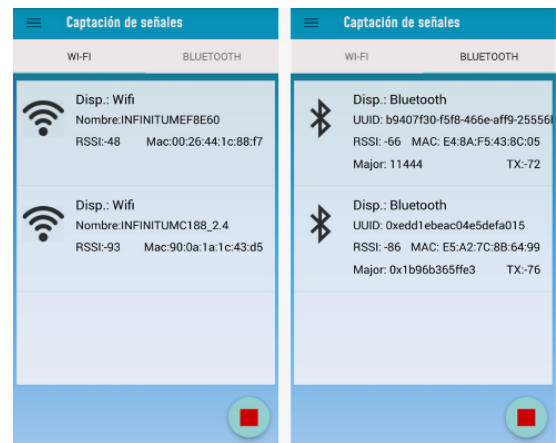 Captación de señales
WI-FI BLUETOOTH
Disp.: Wifi
Nombre:INFINITUMEF8E60
RSSI:-48 Mac:00:26:44:1c:88:f7
Disp.: Wifi
Nombre:INFINITUMC188_2.4
RSSI:-93 Mac:90:0a:1a:1c:43:d5
Captación de señales
WI-FI BLUETOOTH
Disp.: Bluetooth
UUID: b9407f30-f5f8-466e-aff9-25556
RSSI: -66 MAC: E4:8A:F5:43:8C:05
Major: 11444 TX:-72
Disp.: Bluetooth
UUID: 0xedd1ebeac04e5defa015
RSSI: -86 MAC: E5:A2:7C:8B:64:99
Major: 0x1b96b365ffe3 TX:-76